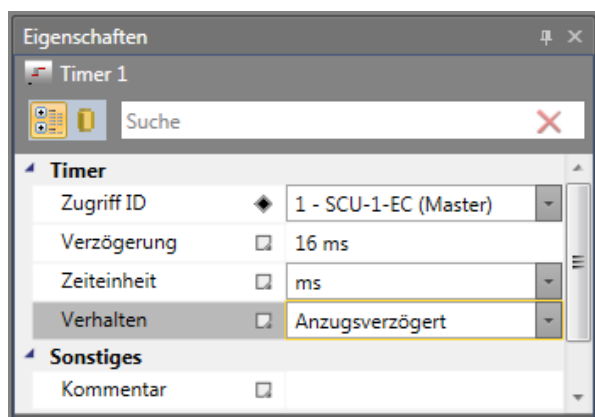 Eigenschaften
Timer 1
Suche
Timer
Zugriff ID 1 - SCU-1-EC (Master)
Verzögerung 16 ms
Zeiteinheit ms
Verhalten Anzugsverzögert
Sonstiges
Kommentar